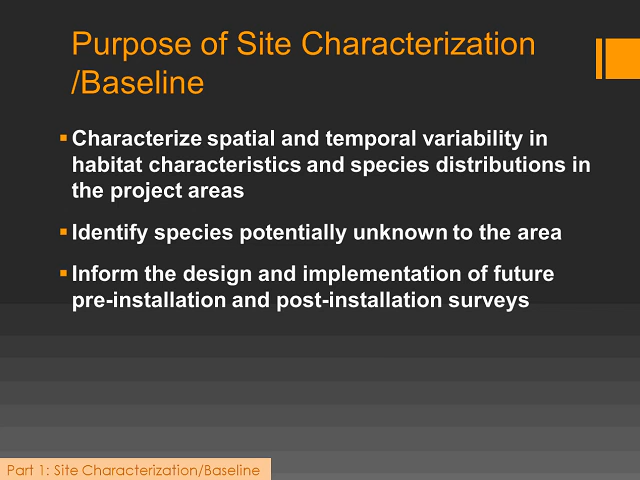 Purpose of Site Characterization
/Baseline
▪ Characterize spatial and temporal variability in
habitat characteristics and species distributions in
the project areas
▪ Identify species potentially unknown to the area
▪ Inform the design and implementation of future
pre-installation and post-installation surveys
Part 1: Site Characterization/Baseline